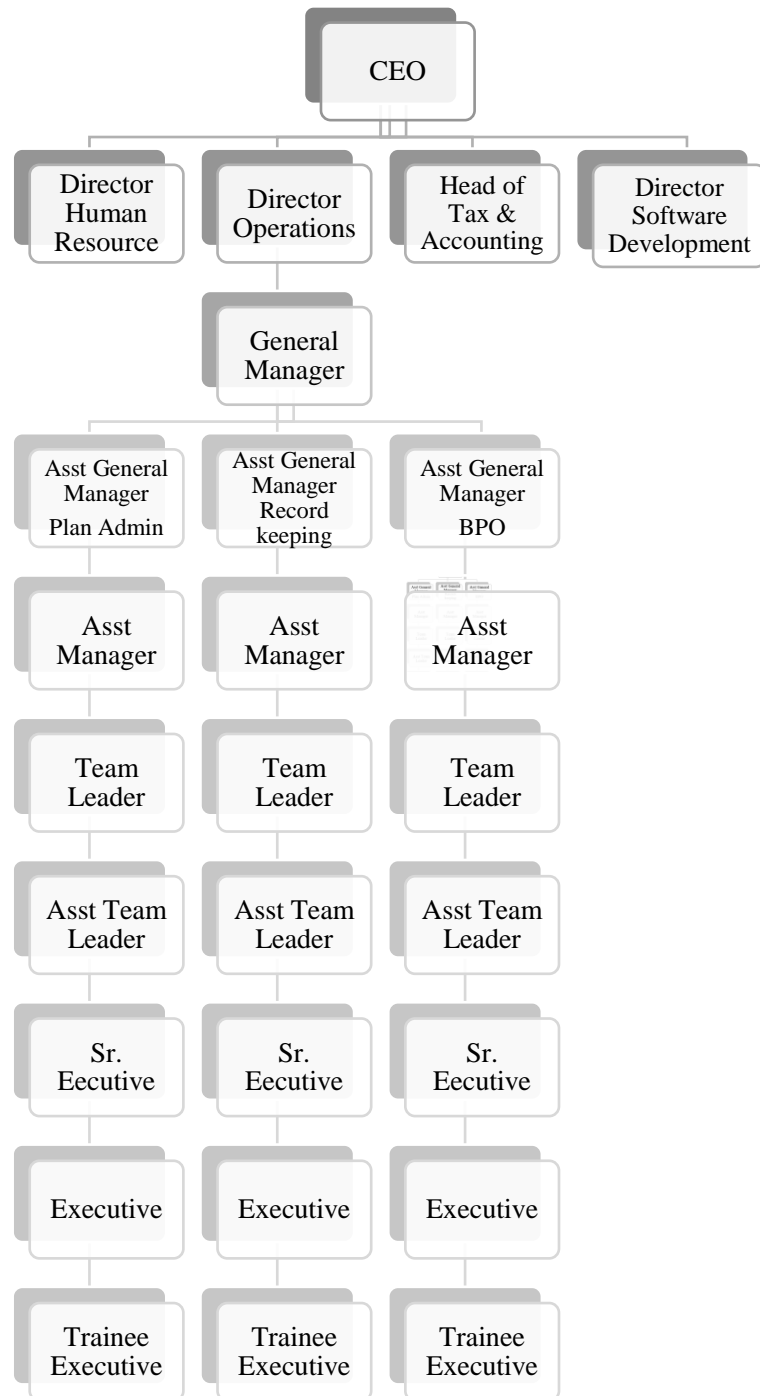 CEO
Director
Human
Resource
Director
Operations
Head of
Tax &
Accounting
Director
Software
Development
General
Manager
Asst General
Manager
Plan Admin
Asst General
Manager
Record
keeping
Asst General
Manager
BPO
Asst
Manager
Asst
Manager
Asst
Manager
Team
Leader
Team
Leader
Team
Leader
Asst Team
Leader
Asst Team
Leader
Asst Team
Leader
Sr.
Eecutive
Sr.
Eecutive
Sr.
Eecutive
Executive
Executive
Executive
Trainee
Executive
Trainee
Executive
Trainee
Executive